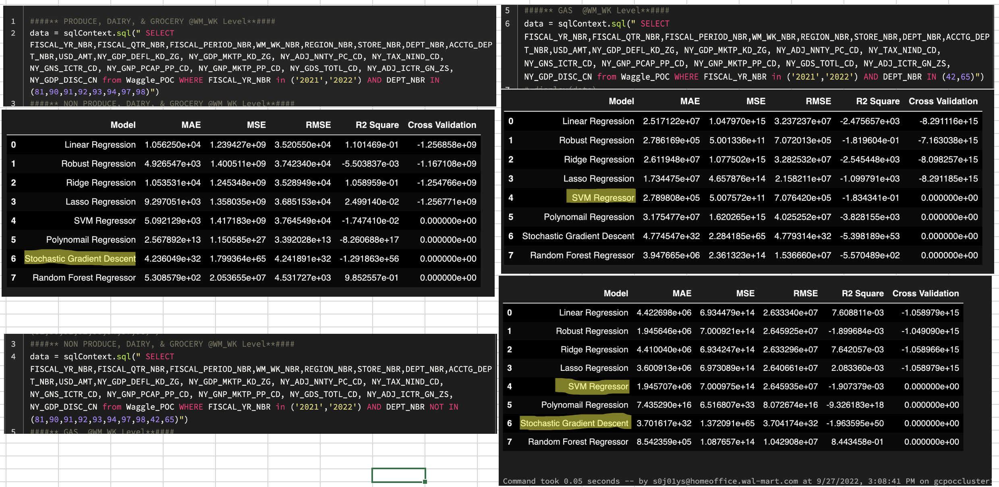 1 ####** PRODUCE, DAIRY, & GROCERY @WM_WK Level**####
2 data = sqlContext.sql(" SELECT
FISCAL_YR_NBR,FISCAL_QTR_NBR,FISCAL_PERIOD_NBR,WM_WK_NBR,REGION_NBR,STORE_NBR,DEPT_NBR,ACCTG_DEP
T_NBR,USD_AMT,NY_GDP_DEFL_KD_ZG, NY_GDP_MKTP_KD_ZG, NY_ADJ_NNTY_PC_CD, NY_TAX_NIND_CD,
NY_GNS_ICTR_CD, NY_GNP_PCAP_PP_CD, NY_GNP_MKTP_PP_CD, NY_GDS_TOTL_CD, NY_ADJ_ICTR_GN_ZS,
NY_GDP_DISC_CN from Waggle_POC WHERE FISCAL_YR_NBR in ('2021','2022') AND DEPT_NBR IN
(81,90,91,92,93,94,97,98)")
3 ####** NON PRODUCE, DAIRY, & GROCERY @WM_WK Level**####
Model MAE MSE RMSE R2 Square Cross Validation
0 Linear Regression 1.056250e+04 1.239427e+09 3.520550e+04 1.101469e-01 -1.256858e+09
1 Robust Regression 4.926547e+03 1.400511e+09 3.742340e+04 -5.503837e-03 -1.167108e+09
2 Ridge Regression 1.053531e+04 1.245348e+09 3.528949e+04 1.058959e-01 -1.254766e+09
3 Lasso Regression 9.297051e+03 1.358035e+09 3.685153e+04 2.499140e-02 -1.256771e+09
4 SVM Regressor 5.092129e+03 1.417183e+09 3.764549e+04 -1.747410e-02 0.000000e+00
5 Polynomail Regression 2.567892e+13 1.150585e+27 3.392028e+13 -8.260688e+17 0.000000e+00
6 Stochastic Gradient Descent 4.236049e+32 1.799364e+65 4.241891e+32 -1.291863e+56 0.000000e+00
7 Random Forest Regressor 5.308579e+02 2.053655e+07 4.531727e+03 9.852557e-01 0.000000e+00
3 ####** NON PRODUCE, DAIRY, & GROCERY @WM_WK Level**####
4 data = sqlContext.sql(" SELECT
FISCAL_YR_NBR,FISCAL_QTR_NBR,FISCAL_PERIOD_NBR,WM_WK_NBR,REGION_NBR,STORE_NBR,DEPT_NBR,ACCTG_DEP
T_NBR,USD_AMT,NY_GDP_DEFL_KD_ZG, NY_GDP_MKTP_KD_ZG, NY_ADJ_NNTY_PC_CD, NY_TAX_NIND_CD,
NY_GNS_ICTR_CD, NY_GNP_PCAP_PP_CD, NY_GNP_MKTP_PP_CD, NY_GDS_TOTL_CD, NY_ADJ_ICTR_GN_ZS,
NY_GDP_DISC_CN from Waggle_POC WHERE FISCAL_YR_NBR in ('2021','2022') AND DEPT_NBR NOT IN
(81,90,91,92,93,94,97,98,42,65)")
5 ####** GAS  @WM_WK Level**####
5 ####** GAS  @WM_WK Level**####
6 data = sqlContext.sql(" SELECT
FISCAL_YR_NBR,FISCAL_QTR_NBR,FISCAL_PERIOD_NBR,WM_WK_NBR,REGION_NBR,STORE_NBR,DEPT_NBR,ACCTG_DEP
T_NBR,USD_AMT,NY_GDP_DEFL_KD_ZG, NY_GDP_MKTP_KD_ZG, NY_ADJ_NNTY_PC_CD, NY_TAX_NIND_CD,
NY_GNS_ICTR_CD, NY_GNP_PCAP_PP_CD, NY_GNP_MKTP_PP_CD, NY_GDS_TOTL_CD, NY_ADJ_ICTR_GN_ZS,
NY_GDP_DISC_CN from Waggle_POC WHERE FISCAL_YR_NBR in ('2021','2022') AND DEPT_NBR IN (42,65)")
Model MAE MSE RMSE R2 Square Cross Validation
0 Linear Regression 2.517122e+07 1.047970e+15 3.237237e+07 -2.475657e+03 -8.291116e+15
1 Robust Regression 2.786169e+05 5.001336e+11 7.072013e+05 -1.819604e-01 -7.163038e+15
2 Ridge Regression 2.611948e+07 1.077502e+15 3.282532e+07 -2.545448e+03 -8.098257e+15
3 Lasso Regression 1.734475e+07 4.657876e+14 2.158211e+07 -1.099791e+03 -8.291185e+15
4 SVM Regressor 2.789808e+05 5.007572e+11 7.076420e+05 -1.834341e-01 0.000000e+00
5 Polynomail Regression 3.175477e+07 1.620265e+15 4.025252e+07 -3.828155e+03 0.000000e+00
6 Stochastic Gradient Descent 4.774547e+32 2.284185e+65 4.779314e+32 -5.398189e+53 0.000000e+00
7 Random Forest Regressor 3.947665e+06 2.361323e+14 1.536660e+07 -5.570489e+02 0.000000e+00
Model MAE MSE RMSE R2 Square Cross Validation
0 Linear Regression 4.422698e+06 6.934479e+14 2.633340e+07 7.608811e-03 -1.058979e+15
1 Robust Regression 1.945646e+06 7.000921e+14 2.645925e+07 -1.899684e-03 -1.049090e+15
2 Ridge Regression 4.410040e+06 6.934247e+14 2.633296e+07 7.642057e-03 -1.058966e+15
3 Lasso Regression 3.600913e+06 6.973089e+14 2.640661e+07 2.083360e-03 -1.058979e+15
4 SVM Regressor 1.945707e+06 7.000975e+14 2.645935e+07 -1.907379e-03 0.000000e+00
5 Polynomail Regression 7.435290e+16 6.516807e+33 8.072674e+16 -9.326183e+18 0.000000e+00
6 Stochastic Gradient Descent 3.701617e+32 1.372091e+65 3.704174e+32 -1.963595e+50 0.000000e+00
7 Random Forest Regressor 8.542359e+05 1.087657e+14 1.042908e+07 8.443458e-01 0.000000e+00
Command took 0.05 seconds -- by s0j01ys@homeoffice.wal-mart.com at 9/27/2022, 3:08:41 PM on gcpoccluster